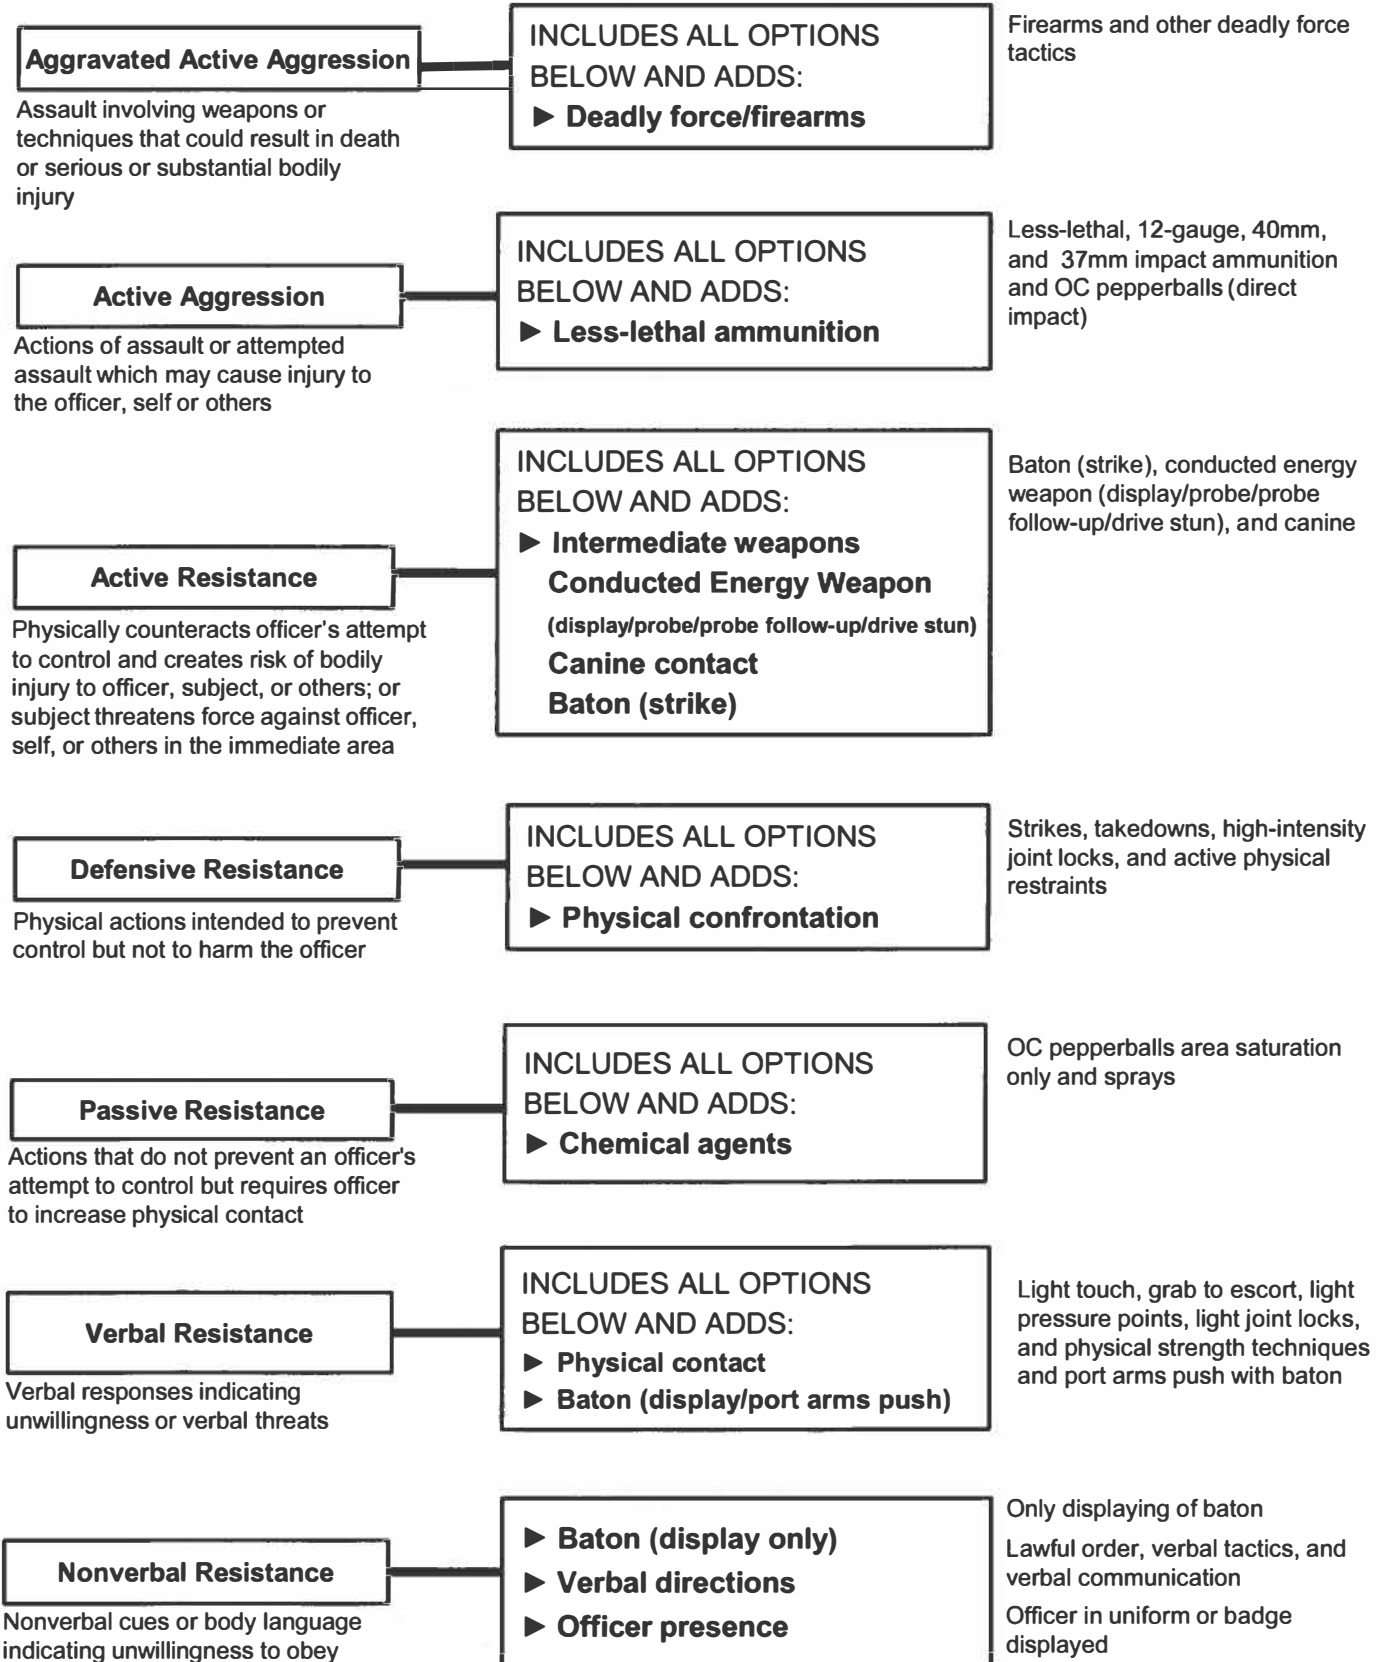 Aggravated Active Aggression
Assault involving weapons or
techniques that could result in death
or serious or substantial bodily
injury
INCLUDES ALL OPTIONS
BELOW AND ADDS:
► Deadly force/firearms
Firearms and other deadly force
tactics
Active Aggression
Actions of assault or attempted
assault which may cause injury to
the officer, self or others
INCLUDES ALL OPTIONS
BELOW AND ADDS:
► Less-lethal ammunition
Less-lethal, 12-gauge, 40mm,
and 37mm impact ammunition
and OC pepperballs (direct
impact)
Active Resistance
Physically counteracts officer's attempt
to control and creates risk of bodily
injury to officer, subject, or others; or
subject threatens force against officer,
self, or others in the immediate area
INCLUDES ALL OPTIONS
BELOW AND ADDS:
► Intermediate weapons
Conducted Energy Weapon
(display/probe/probe follow-up/drive stun)
Canine contact
Baton (strike)
Baton (strike), conducted energy
weapon (display/probe/probe
follow-up/drive stun), and canine
Defensive Resistance
Physical actions intended to prevent
control but not to harm the officer
INCLUDES ALL OPTIONS
BELOW AND ADDS:
► Physical confrontation
Strikes, takedowns, high-intensity
joint locks, and active physical
restraints
Passive Resistance
Actions that do not prevent an officer's
attempt to control but requires officer
to increase physical contact
INCLUDES ALL OPTIONS
BELOW AND ADDS:
► Chemical agents
OC pepperballs area saturation
only and sprays
Verbal Resistance
Verbal responses indicating
unwillingness or verbal threats
INCLUDES ALL OPTIONS
BELOW AND ADDS:
► Physical contact
► Baton (display/port arms push)
Light touch, grab to escort, light
pressure points, light joint locks,
and physical strength techniques
and port arms push with baton
Nonverbal Resistance
Nonverbal cues or body language
indicating unwillingness to obey
► Baton (display only)
► Verbal directions
► Officer presence
Only displaying of baton
Lawful order, verbal tactics, and
verbal communication
Officer in uniform or badge
displayed